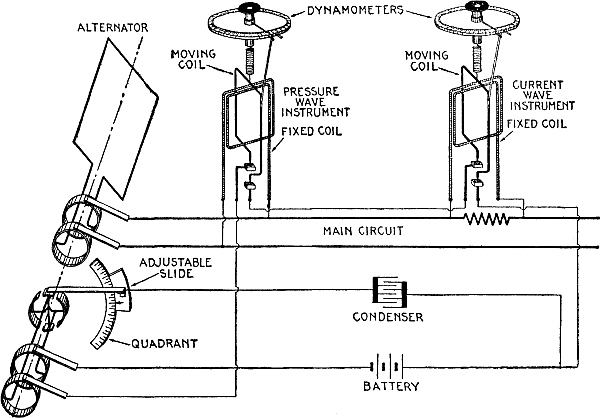 DYNAMOMETERS
ALTERNATOR
MOVING
COIL
PRESSURE
WAVE
INSTRUMENT
FIXED COIL
MOVING
COIL
CURRENT
WAVE
INSTRUMENT
FIXED COIL
MAIN CIRCUIT
ADJUSTABLE
SLIDE
QUADRANT
CONDENSER
BATTERY